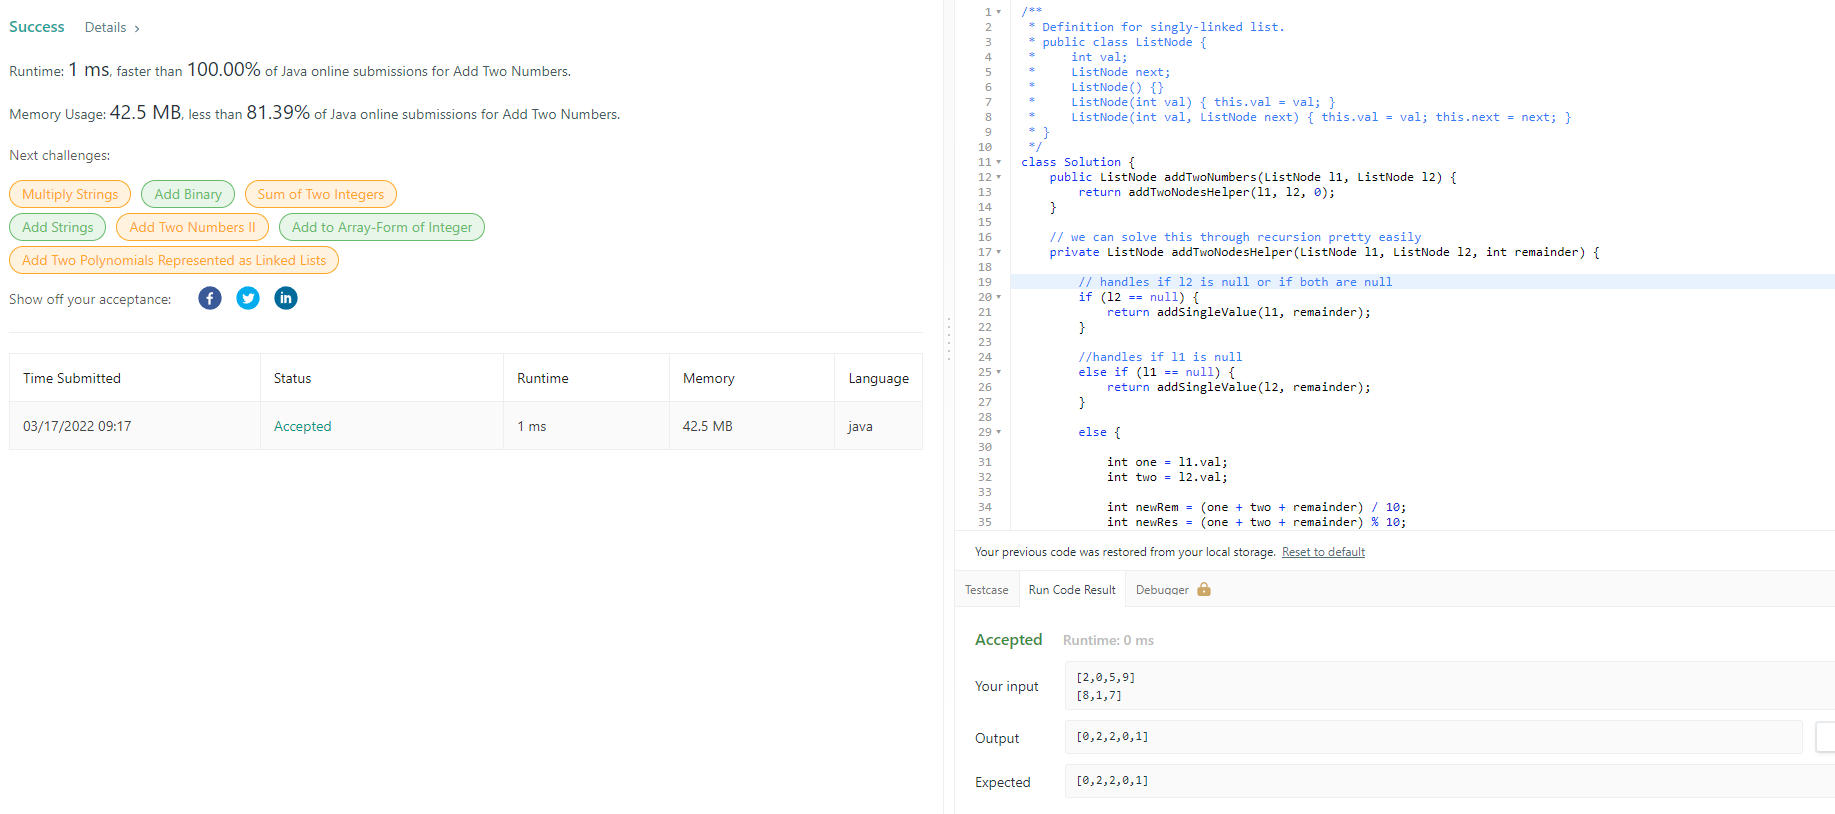 Success Details >
Runtime: 1 ms, faster than 100.00% of Java online submissions for Add Two Numbers.
Memory Usage: 42.5 MB, less than 81.39% of Java online submissions for Add Two Numbers.
Next challenges:
Multiply Strings Add Binary Sum of Two Integers
Add Strings Add Two Numbers II Add to Array-Form of Integer
Add Two Polynomials Represented as Linked Lists
Show off your acceptance:
Time Submitted Status Runtime Memory Language
03/17/2022 09:17 Accepted 1 ms 42.5 MB java
1 /**
2  * Definition for singly-linked list.
3  * public class ListNode {
4  *     int val;
5  *     ListNode next;
6  *     ListNode() {}
7  *     ListNode(int val) { this.val = val; }
8  *     ListNode(int val, ListNode next) { this.val = val; this.next = next; }
9  * }
10  */
11 class Solution {
12     public ListNode addTwoNumbers(ListNode l1, ListNode l2) {
13         return addTwoNodesHelper(l1, l2, 0);
14     }
15
16     // we can solve this through recursion pretty easily
17     private ListNode addTwoNodesHelper(ListNode l1, ListNode l2, int remainder) {
18
19         // handles if l2 is null or if both are null
20         if (l2 == null) {
21             return addSingleValue(l1, remainder);
22         }
23
24         //handles if l1 is null
25         else if (l1 == null) {
26             return addSingleValue(l2, remainder);
27         }
28
29         else {
30
31             int one = l1.val;
32             int two = l2.val;
33
34             int newRem = (one + two + remainder) / 10;
35             int newRes = (one + two + remainder) % 10;
Your previous code was restored from your local storage. Reset to default
Testcase Run Code Result Debugger
Accepted Runtime: 0 ms
Your input
[2,0,5,9]
[8,1,7]
Output [0,2,2,0,1]
Expected [0,2,2,0,1]